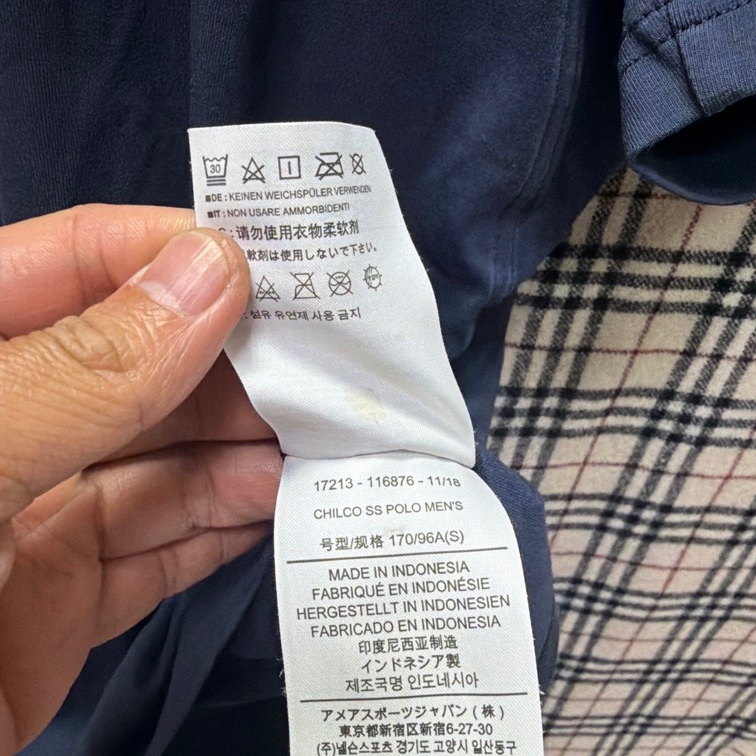 30
■DE: KEINEN WEICHSPÜLER VERWENDEN
■IT: NON USARE AMMORBIDENTI
: 请勿使用衣物柔软剂
軟剤は使用しないで下さい。
: 섬유 유연제 사용 금지
17213 - 116876 - 11/18
CHILCO SS POLO MEN'S
号型/规格 170/96A(S)
MADE IN INDONESIA
FABRIQUÉ EN INDONÉSIE
HERGESTELLT IN INDONESIEN
FABRICADO EN INDONESIA
印度尼西亚制造
インドネシア製
제조국명 인도네시아
アメアスポーツジャパン (株)
東京都新宿区新宿6-27-30
(주)넬슨스포츠 경기도 고양시 일산동구